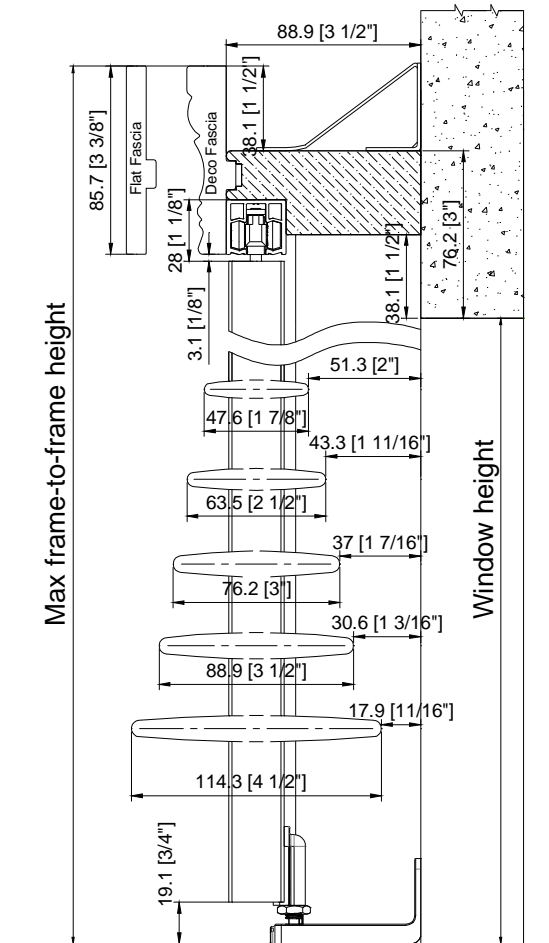 88.9 [3 1/2"]
38.1 [1 1/2"]
85.7 [3 3/8"]
Flat Fascia
Deco Fascia
28 [1 1/8"]
76.2 [3"]
38.1 [1 1/2"]
3.1 [1/8"]
51.3 [2"]
47.6 [1 7/8"]
43.3 [1 11/16"]
63.5 [2 1/2"]
37 [1 7/16"]
76.2 [3"]
30.6 [1 3/16"]
88.9 [3 1/2"]
17.9 [11/16"]
114.3 [4 1/2"]
19.1 [3/4"]
Max frame-to-frame height
Window height